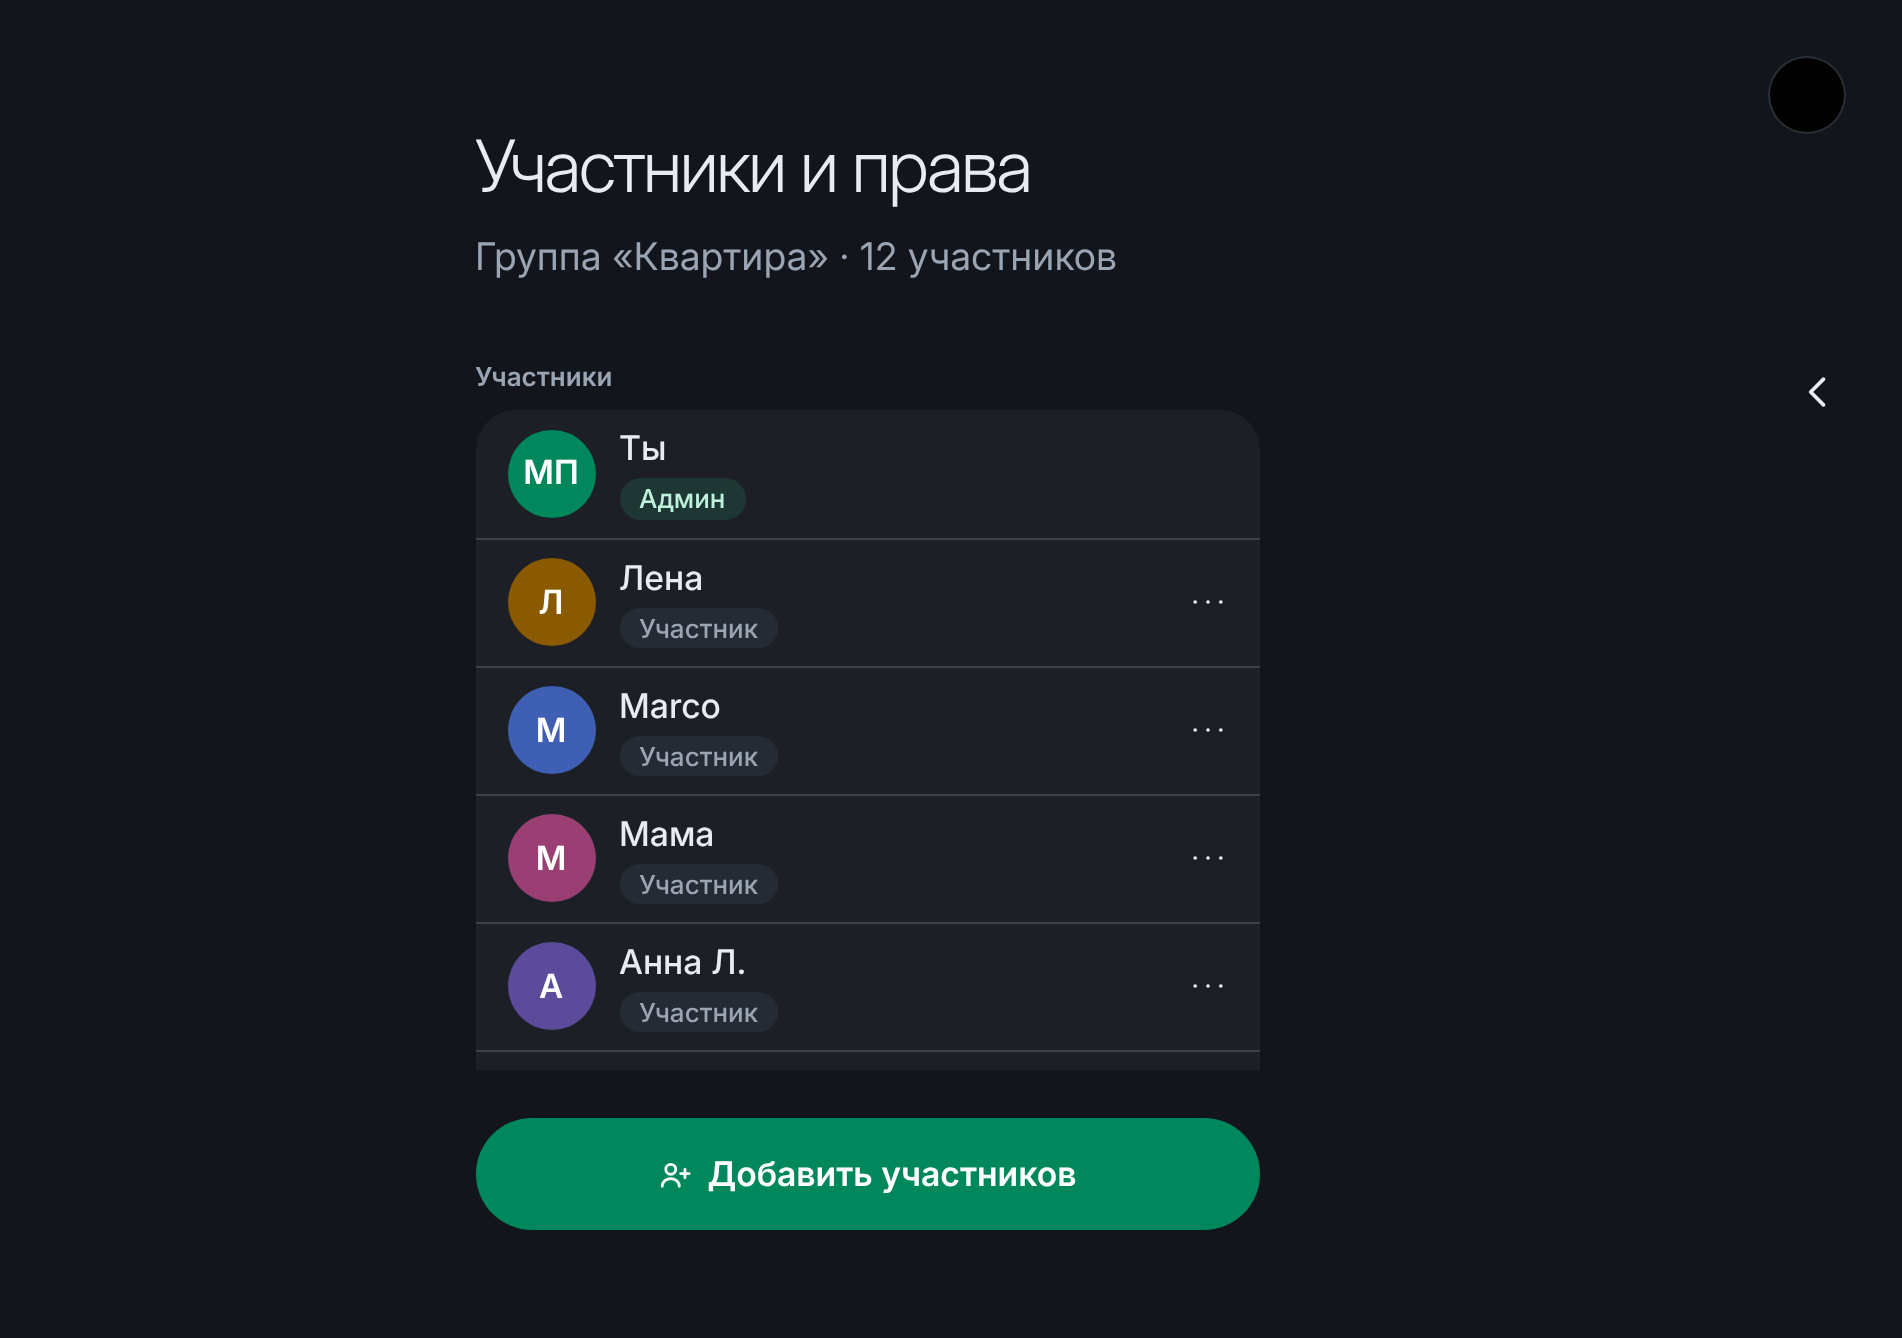 Участники и права
Группа «Квартира» · 12 участников
Участники
МП
Ты
Админ
Л
Лена
Участник
...
M
Marco
Участник
...
М
Мама
Участник
...
А
Анна Л.
Участник
...
Добавить участников